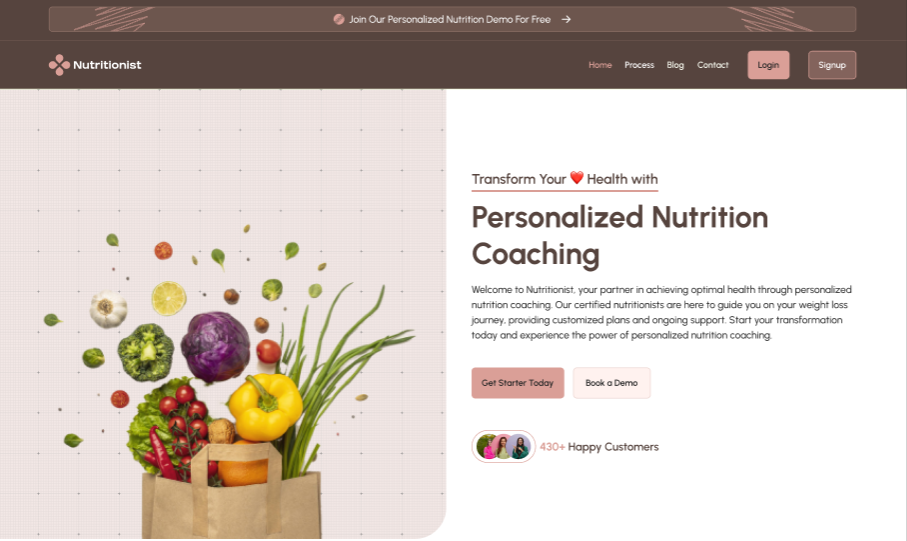 Join Our Personalized Nutrition Demo For Free
Nutritionist
Home
Process
Blog
Contact
Login
Signup
Transform Your ❤️ Health with
Personalized Nutrition
Coaching
Welcome to Nutritionist, your partner in achieving optimal health through personalized
nutrition coaching. Our certified nutritionists are here to guide you on your weight loss
journey, providing customized plans and ongoing support. Start your transformation
today and experience the power of personalized nutrition coaching.
Get Starter Today
Book a Demo
430+ Happy Customers